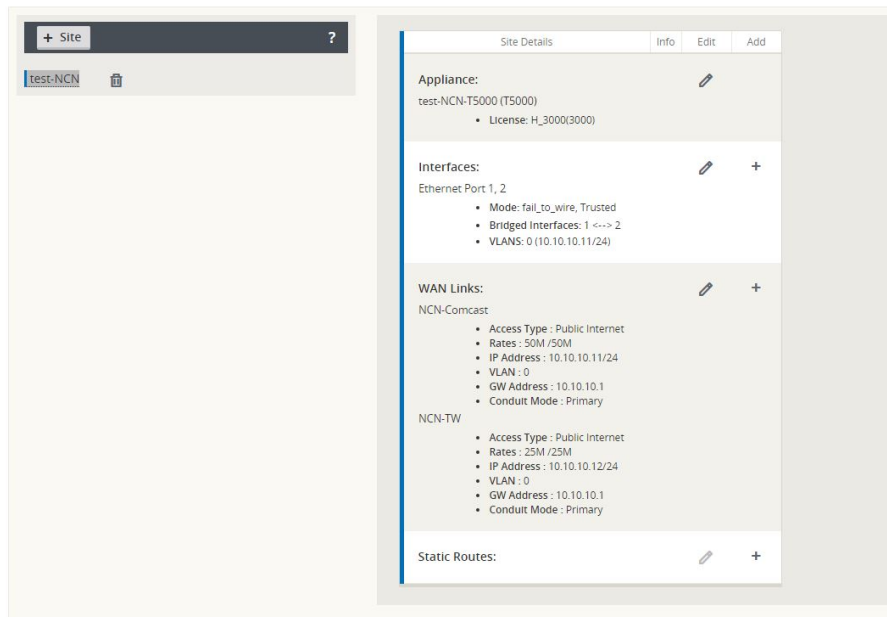 + Site ?
test-NCN
Site Details Info Edit Add
Appliance:
test-NCN-T5000 (T5000)
• License: H_3000(3000)
Interfaces: +
Ethernet Port 1, 2
• Mode: fail_to_wire, Trusted
• Bridged Interfaces: 1 <--> 2
• VLANS: 0 (10.10.10.11/24)
WAN Links: +
NCN-Comcast
• Access Type : Public Internet
• Rates : 50M /50M
• IP Address : 10.10.10.11/24
• VLAN : 0
• GW Address : 10.10.10.1
• Conduit Mode : Primary
NCN-TW
• Access Type : Public Internet
• Rates : 25M /25M
• IP Address : 10.10.10.12/24
• VLAN : 0
• GW Address : 10.10.10.1
• Conduit Mode : Primary
Static Routes: +